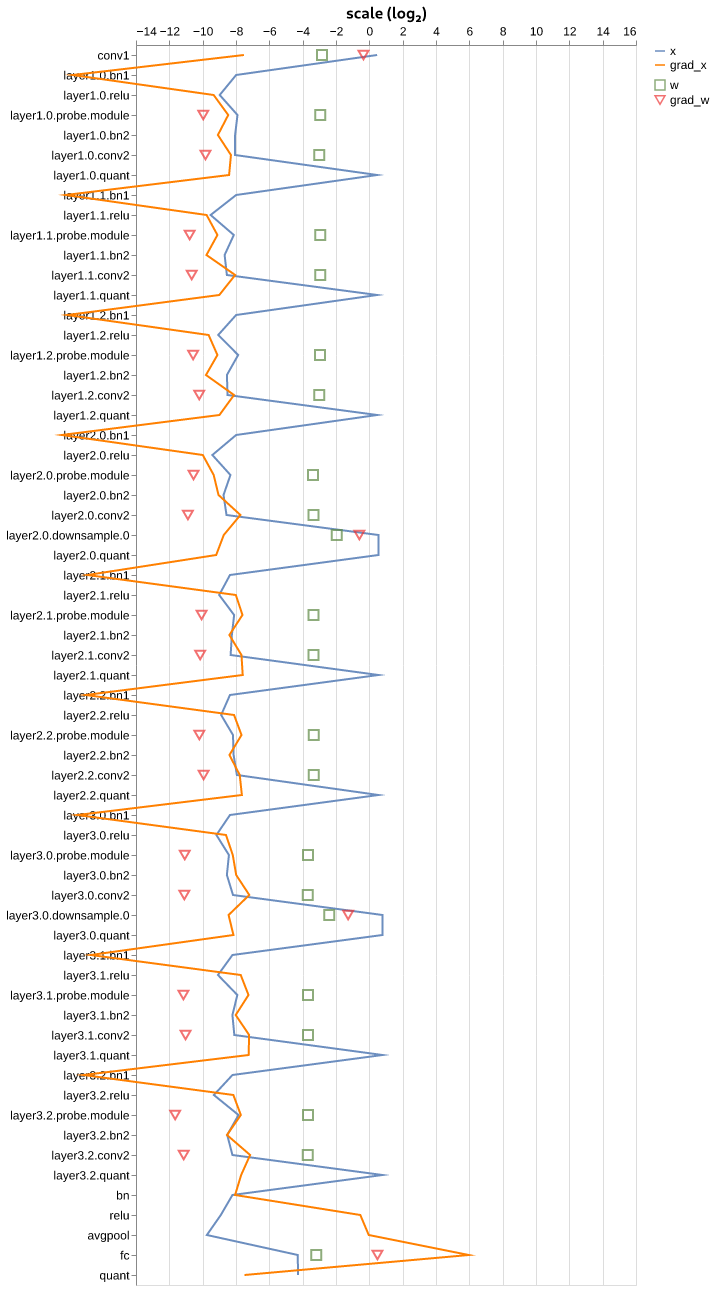 scale (log₂)
−14 −12 −10 −8 −6 −4 −2 0 2 4 6 8 10 12 14 16
x
grad_x
w
grad_w
conv1
layer1.0.bn1
layer1.0.relu
layer1.0.probe.module
layer1.0.bn2
layer1.0.conv2
layer1.0.quant
layer1.1.bn1
layer1.1.relu
layer1.1.probe.module
layer1.1.bn2
layer1.1.conv2
layer1.1.quant
layer1.2.bn1
layer1.2.relu
layer1.2.probe.module
layer1.2.bn2
layer1.2.conv2
layer1.2.quant
layer2.0.bn1
layer2.0.relu
layer2.0.probe.module
layer2.0.bn2
layer2.0.conv2
layer2.0.downsample.0
layer2.0.quant
layer2.1.bn1
layer2.1.relu
layer2.1.probe.module
layer2.1.bn2
layer2.1.conv2
layer2.1.quant
layer2.2.bn1
layer2.2.relu
layer2.2.probe.module
layer2.2.bn2
layer2.2.conv2
layer2.2.quant
layer3.0.bn1
layer3.0.relu
layer3.0.probe.module
layer3.0.bn2
layer3.0.conv2
layer3.0.downsample.0
layer3.0.quant
layer3.1.bn1
layer3.1.relu
layer3.1.probe.module
layer3.1.bn2
layer3.1.conv2
layer3.1.quant
layer3.2.bn1
layer3.2.relu
layer3.2.probe.module
layer3.2.bn2
layer3.2.conv2
layer3.2.quant
bn
relu
avgpool
fc
quant